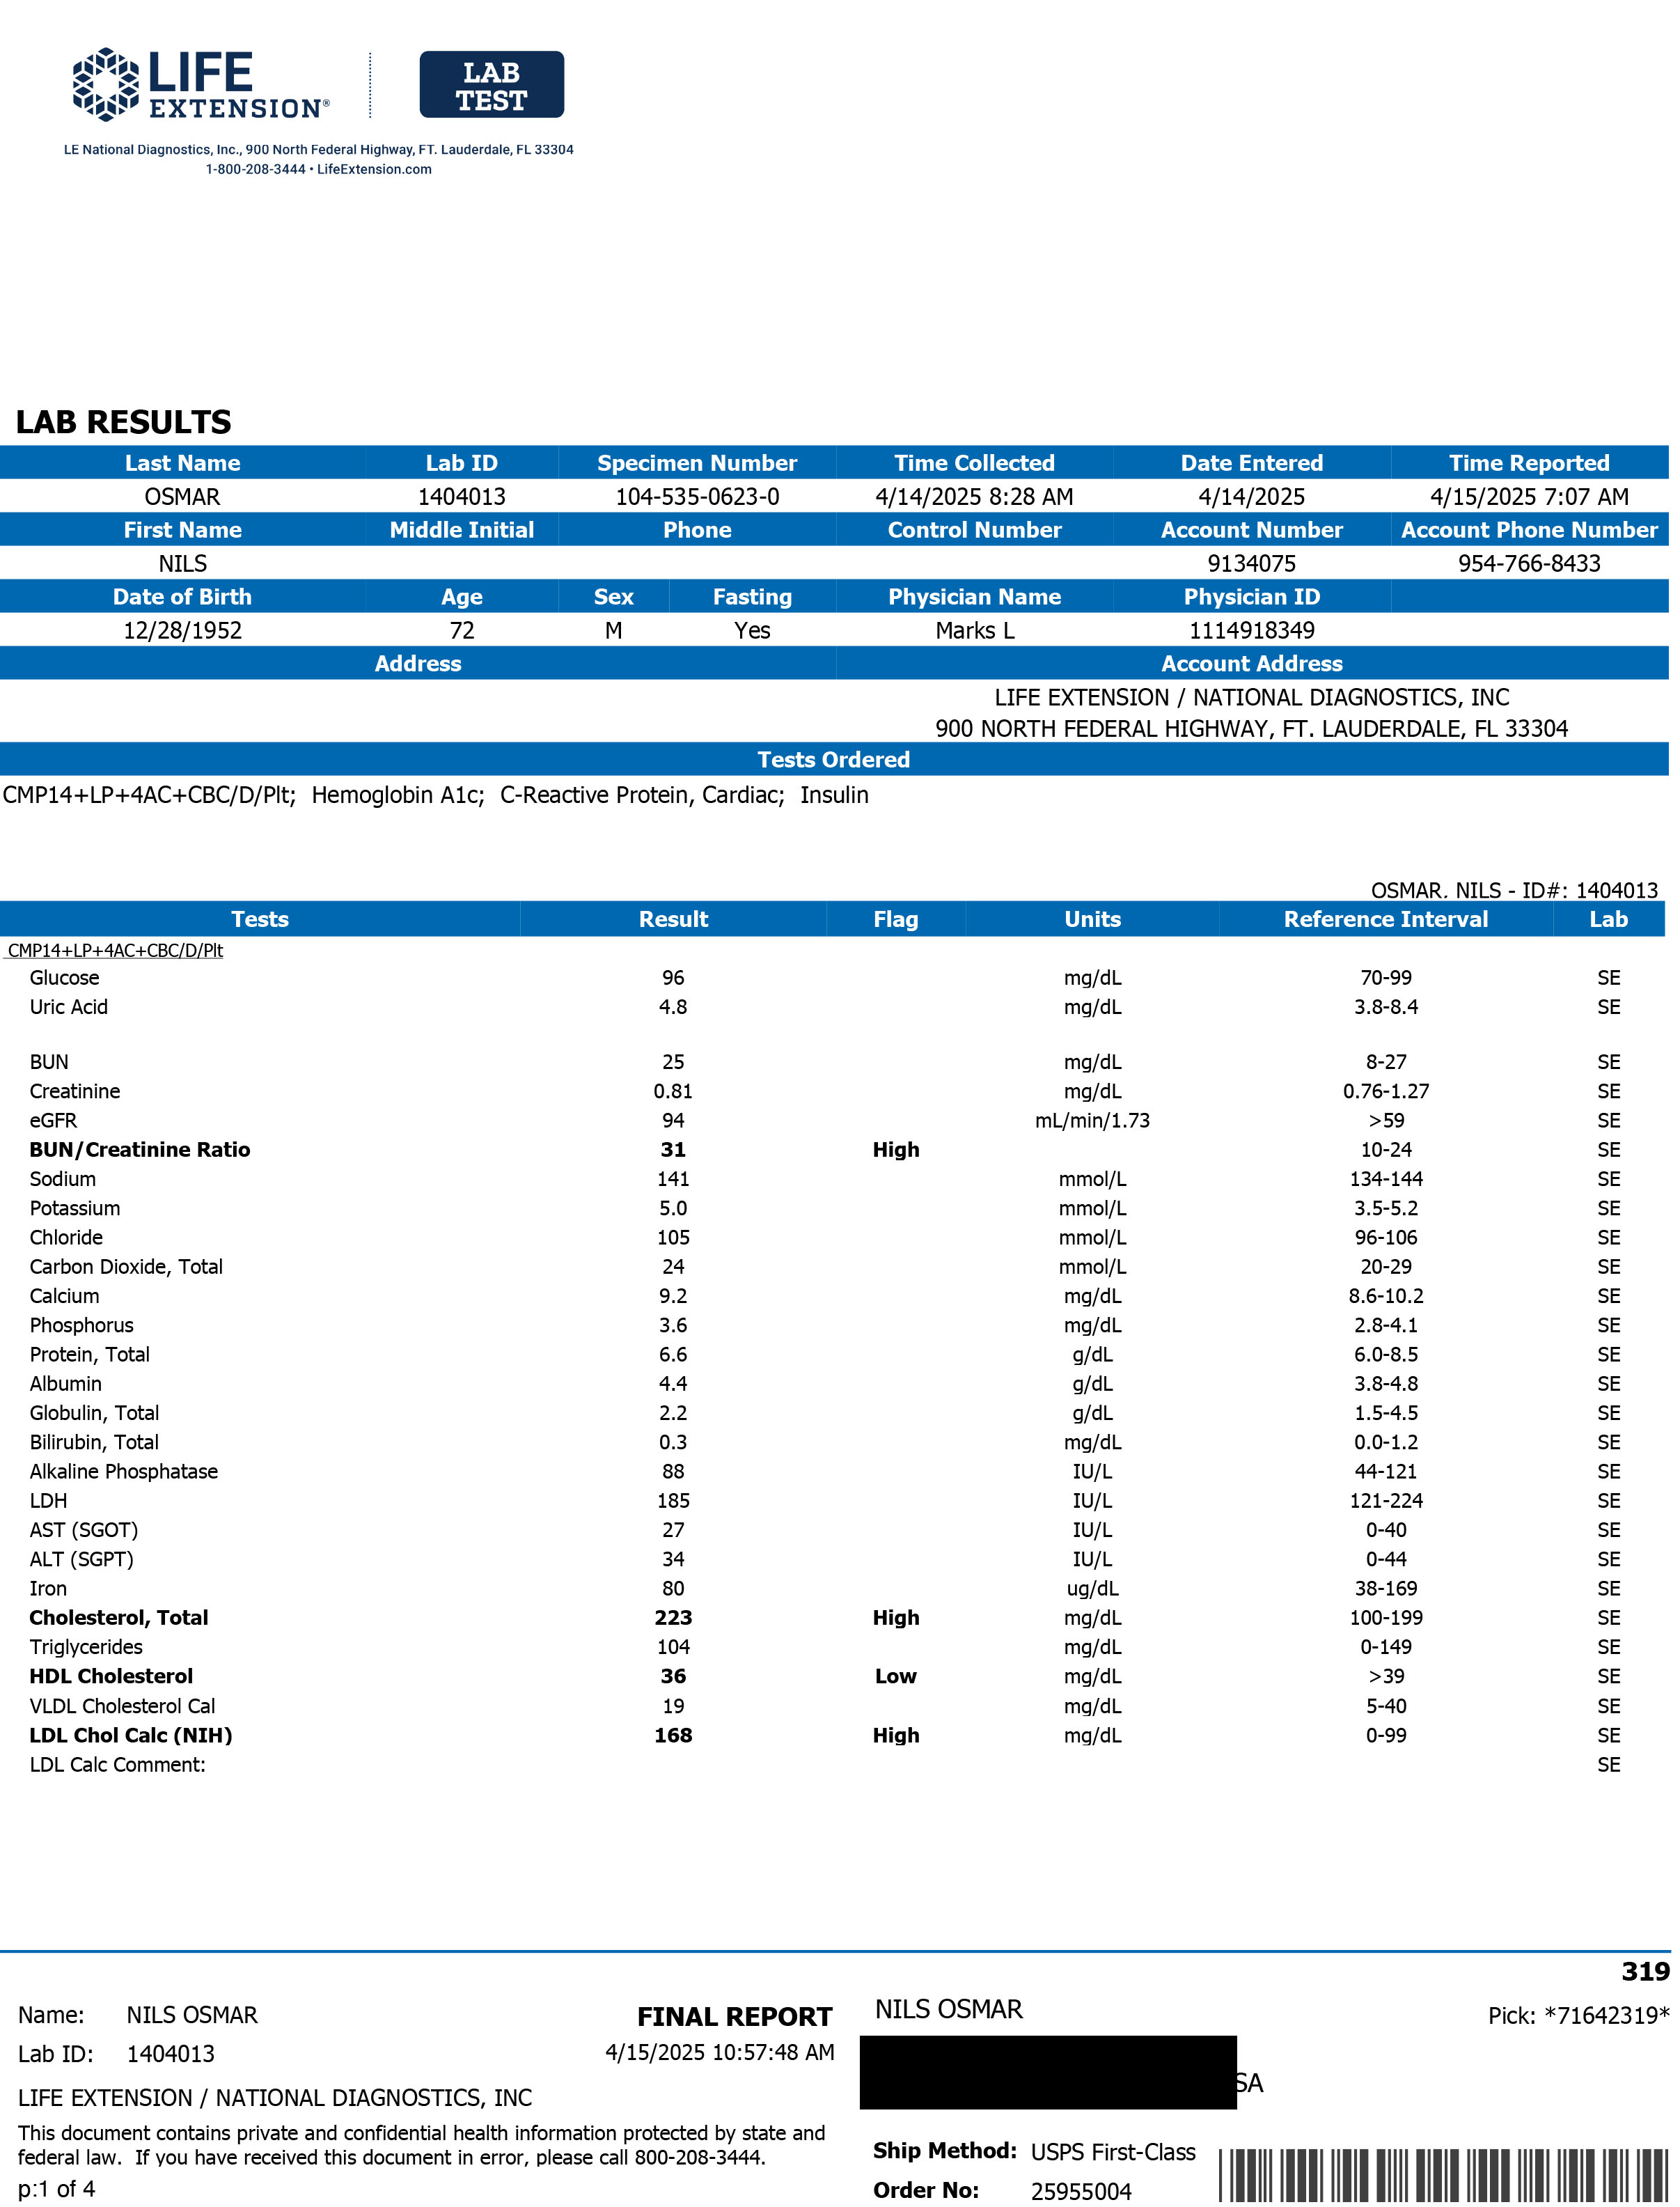 LIFE
EXTENSION®
LAB
TEST
LE National Diagnostics, Inc., 900 North Federal Highway, FT. Lauderdale, FL 33304
1-800-208-3444 • LifeExtension.com
LAB RESULTS
Last Name Lab ID Specimen Number Time Collected Date Entered Time Reported
OSMAR 1404013 104-535-0623-0 4/14/2025 8:28 AM 4/14/2025 4/15/2025 7:07 AM
First Name Middle Initial Phone Control Number Account Number Account Phone Number
NILS 9134075 954-766-8433
Date of Birth Age Sex Fasting Physician Name Physician ID
12/28/1952 72 M Yes Marks L 1114918349
Address Account Address
LIFE EXTENSION / NATIONAL DIAGNOSTICS, INC
900 NORTH FEDERAL HIGHWAY, FT. LAUDERDALE, FL 33304
Tests Ordered
CMP14+LP+4AC+CBC/D/Plt; Hemoglobin A1c; C-Reactive Protein, Cardiac; Insulin
OSMAR, NILS - ID#: 1404013
Tests Result Flag Units Reference Interval Lab
CMP14+LP+4AC+CBC/D/Plt
Glucose 96 mg/dL 70-99 SE
Uric Acid 4.8 mg/dL 3.8-8.4 SE
BUN 25 mg/dL 8-27 SE
Creatinine 0.81 mg/dL 0.76-1.27 SE
eGFR 94 mL/min/1.73 >59 SE
BUN/Creatinine Ratio 31 High 10-24 SE
Sodium 141 mmol/L 134-144 SE
Potassium 5.0 mmol/L 3.5-5.2 SE
Chloride 105 mmol/L 96-106 SE
Carbon Dioxide, Total 24 mmol/L 20-29 SE
Calcium 9.2 mg/dL 8.6-10.2 SE
Phosphorus 3.6 mg/dL 2.8-4.1 SE
Protein, Total 6.6 g/dL 6.0-8.5 SE
Albumin 4.4 g/dL 3.8-4.8 SE
Globulin, Total 2.2 g/dL 1.5-4.5 SE
Bilirubin, Total 0.3 mg/dL 0.0-1.2 SE
Alkaline Phosphatase 88 IU/L 44-121 SE
LDH 185 IU/L 121-224 SE
AST (SGOT) 27 IU/L 0-40 SE
ALT (SGPT) 34 IU/L 0-44 SE
Iron 80 ug/dL 38-169 SE
Cholesterol, Total 223 High mg/dL 100-199 SE
Triglycerides 104 mg/dL 0-149 SE
HDL Cholesterol 36 Low mg/dL >39 SE
VLDL Cholesterol Cal 19 mg/dL 5-40 SE
LDL Chol Calc (NIH) 168 High mg/dL 0-99 SE
LDL Calc Comment: SE
319
Name: NILS OSMAR FINAL REPORT NILS OSMAR Pick: *71642319*
Lab ID: 1404013 4/15/2025 10:57:48 AM
SA
LIFE EXTENSION / NATIONAL DIAGNOSTICS, INC
This document contains private and confidential health information protected by state and
federal law. If you have received this document in error, please call 800-208-3444.
Ship Method: USPS First-Class
p:1 of 4
Order No: 25955004